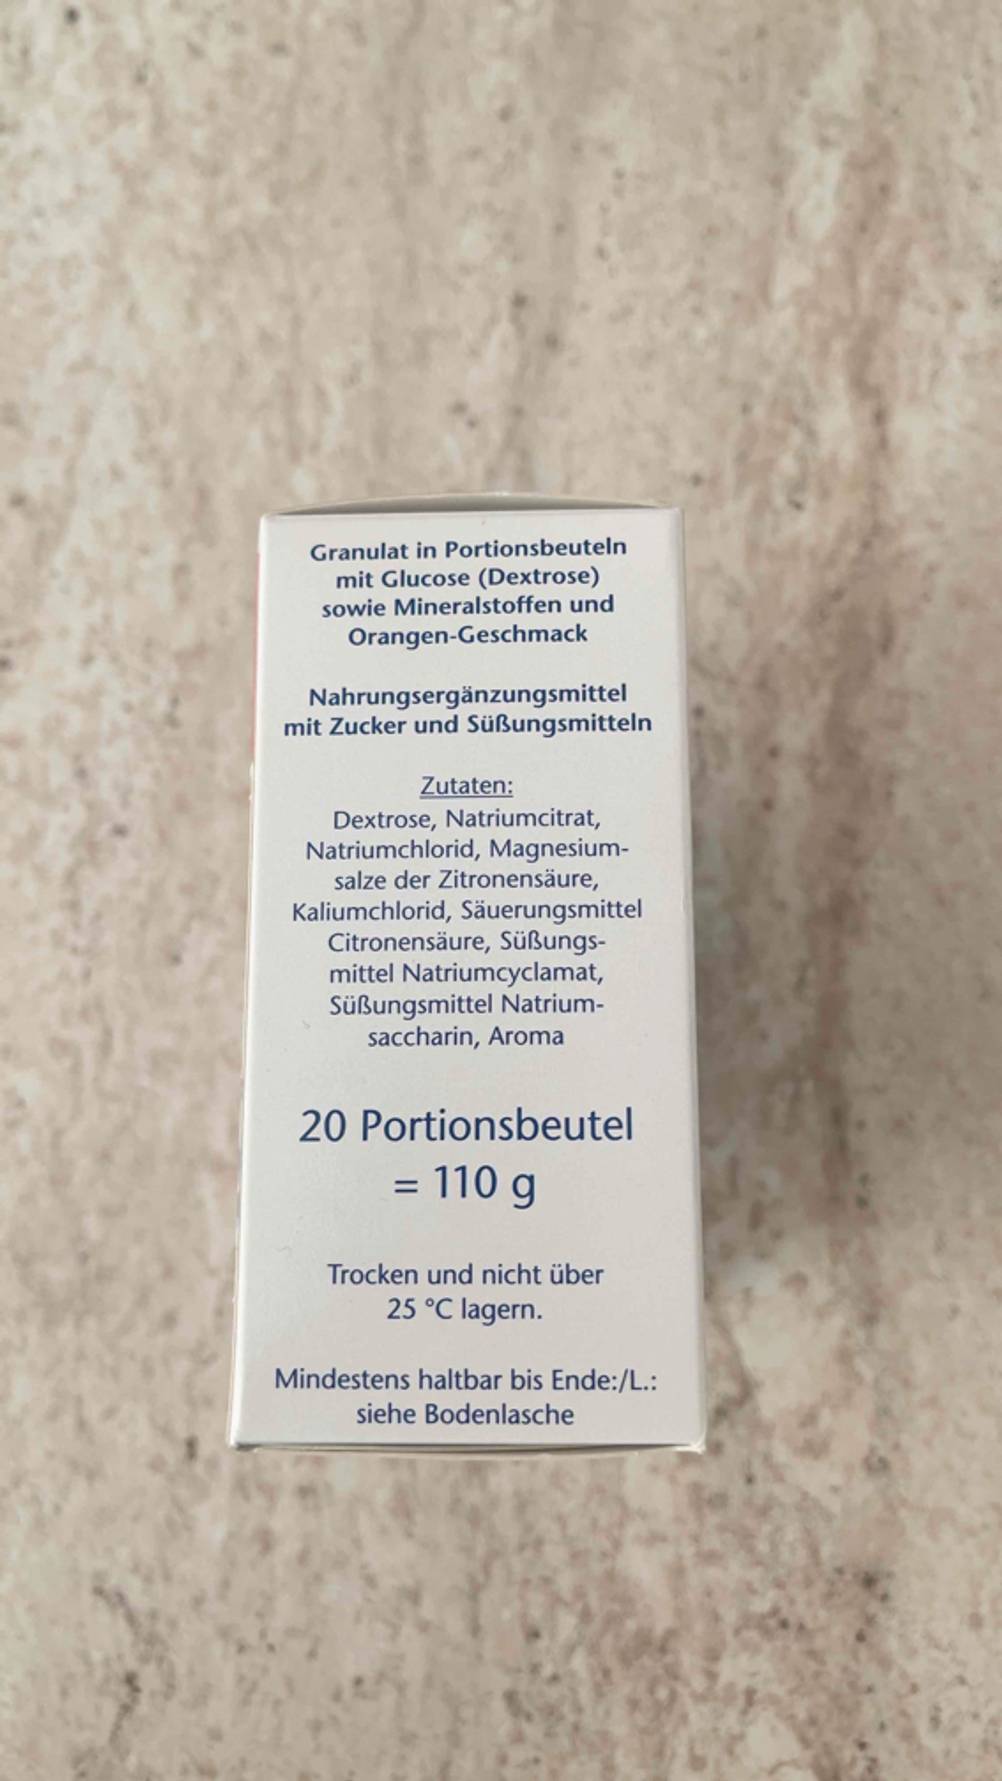 Granulat in Portionsbeuteln
mit Glucose (Dextrose)
sowie Mineralstoffen und
Orangen-Geschmack
Nahrungsergänzungsmittel
mit Zucker und Süßungsmitteln
Zutaten:
Dextrose, Natriumcitrat,
Natriumchlorid, Magnesium-
salze der Zitronensäure,
Kaliumchlorid, Säuerungsmittel
Citronensäure, Süßungs-
mittel Natriumcyclamat,
Süßungsmittel Natrium-
saccharin, Aroma
20 Portionsbeutel
= 110 g
Trocken und nicht über
25 °C lagern.
Mindestens haltbar bis Ende:/L.:
siehe Bodenlasche